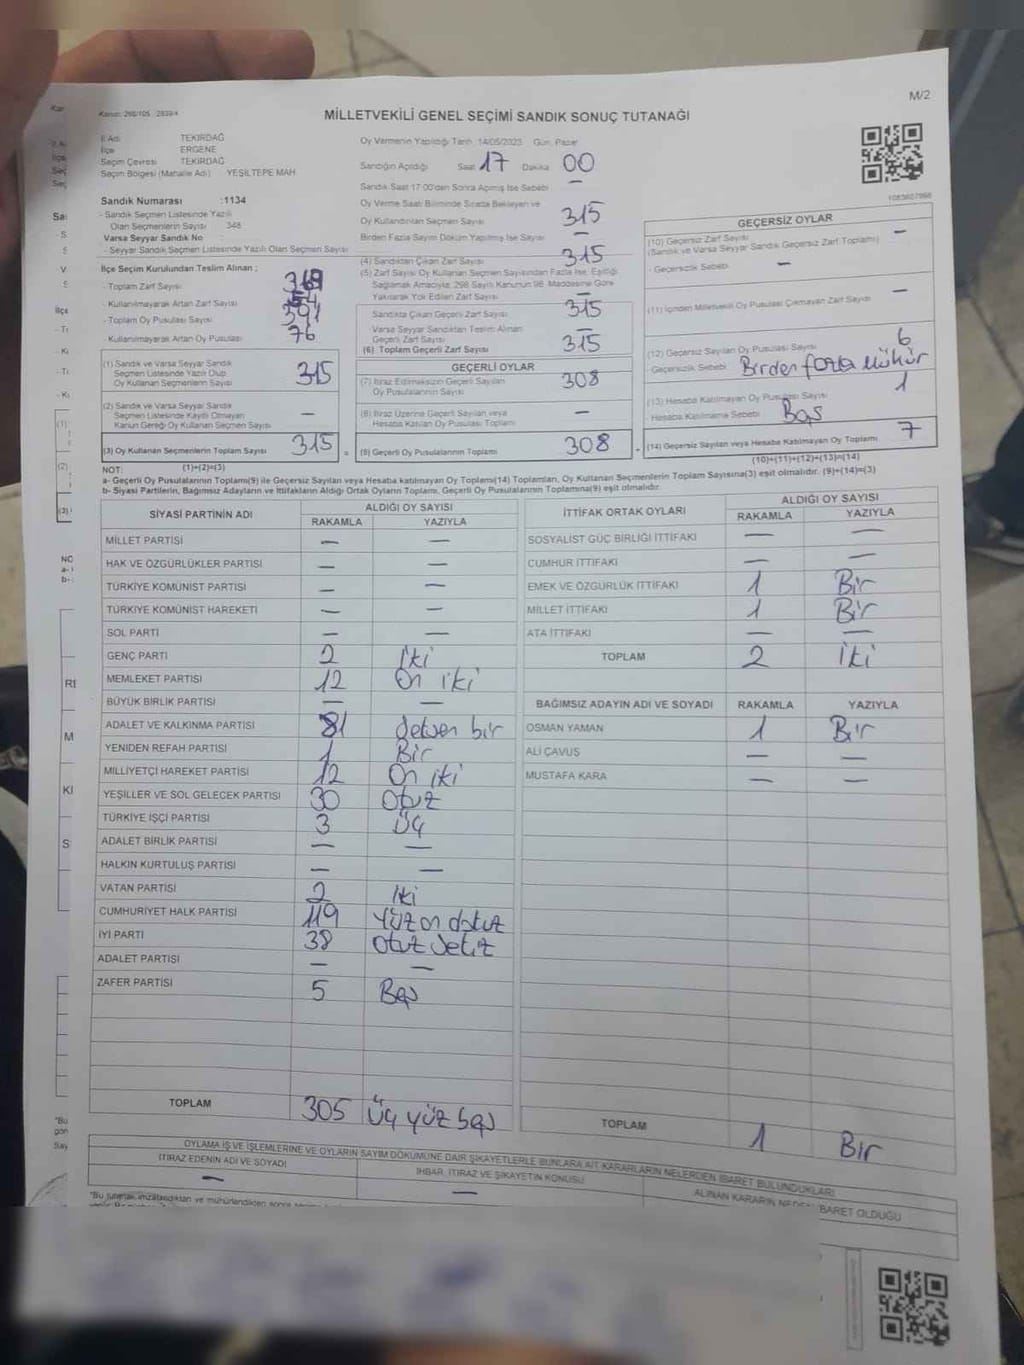 M/2
Karar: 298/105 - 2839/4
MİLLETVEKİLİ GENEL SEÇİMİ SANDIK SONUÇ TUTANAĞI
İl Adı TEKİRDAĞ
İlçe ERGENE
Seçim Çevresi TEKİRDAĞ
Seçim Bölgesi (Mahalle Adı) YEŞİLTEPE MAH.
Oy Vermenin Yapıldığı Tarih :14/05/2023 Gün: Pazar
Sandığın Açıldığı Saat 17 Dakika 00
Sandık Saat 17:00'den Sonra Açılmış İse Sebebi —
Sandık Numarası :1134
- Sandık Seçmen Listesinde Yazılı
Olan Seçmenlerin Sayısı 348
Varsa Seyyar Sandık No :
- Seyyar Sandık Seçmen Listesinde Yazılı Olan Seçmen Sayısı
Oy Verme Saati Bitiminde Sırada Bekleyen ve
Oy Kullandırılan Seçmen Sayısı 315
Birden Fazla Sayım Döküm Yapılmış İse Sayısı —
İlçe Seçim Kurulundan Teslim Alınan ;
- Toplam Zarf Sayısı
- Kullanılmayarak Artan Zarf Sayısı
- Toplam Oy Pusulası Sayısı 391
- Kullanılmayarak Artan Oy Pusulası 76
(4) Sandıktan Çıkan Zarf Sayısı 315
(5) Zarf Sayısı Oy Kullanan Seçmen Sayısından Fazla İse, Eşitliği
Sağlamak Amacıyla, 298 Sayılı Kanunun 98. Maddesine Göre
Yakılarak Yok Edilen Zarf Sayısı —
Sandıkta Çıkan Geçerli Zarf Sayısı 315
Varsa Seyyar Sandıktan Teslim Alınan
Geçerli Zarf Sayısı —
(6) Toplam Geçerli Zarf Sayısı 315
1083607998
GEÇERSİZ OYLAR
(10) Geçersiz Zarf Sayısı —
(Sandık ve Varsa Seyyar Sandık Geçersiz Zarf Toplamı)
- Geçersizlik Sebebi: —
(11) İçinden Milletvekili Oy Pusulası Çıkmayan Zarf Sayısı —
(12) Geçersiz Sayılan Oy Pusulası Sayısı 6
Geçersizlik Sebebi: Birden fazla mühür
(13) Hesaba Katılmayan Oy Pusulası Sayısı 1
Hesaba Katılmama Sebebi: Boş
(14) Geçersiz Sayılan veya Hesaba Katılmayan Oy Toplamı 7
(10)+(11)+(12)+(13)=(14)
(1) Sandık ve Varsa Seyyar Sandık
Seçmen Listesinde Yazılı Olup
Oy Kullanan Seçmenlerin Sayısı 315
(2) Sandık ve Varsa Seyyar Sandık
Seçmen Listesinde Kayıtlı Olmayan
Kanun Gereği Oy Kullanan Seçmen Sayısı —
(3) Oy Kullanan Seçmenlerin Toplam Sayısı 315
GEÇERLİ OYLAR
(7) İtiraz Edilmeksizin Geçerli Sayılan
Oy Pusulasının Sayısı 308
(8) İtiraz Üzerine Geçerli Sayılan veya
Hesaba Katılan Oy Pusulası Toplamı —
(9) Geçerli Oy Pusulalarının Toplamı 308
NOT: (1)+(2)=(3)
a- Geçerli Oy Pusulalarının Toplamı(9) ile Geçersiz Sayılan veya Hesaba katılmayan Oy Toplamı(14) Toplamları, Oy Kullanan Seçmenlerin Toplam Sayısına(3) eşit olmalıdır. (9)+(14)=(3)
b- Siyasi Partilerin, Bağımsız Adayların ve İttifakların Aldığı Ortak Oyların Toplamı, Geçerli Oy Pusulalarının Toplamına(9) eşit olmalıdır.
SİYASİ PARTİNİN ADI ALDIĞI OY SAYISI
RAKAMLA YAZIYLA
MİLLET PARTİSİ — —
HAK VE ÖZGÜRLÜKLER PARTİSİ — —
TÜRKİYE KOMÜNİST PARTİSİ — —
TÜRKİYE KOMÜNİST HAREKETİ — —
SOL PARTİ — —
GENÇ PARTİ 2 İki
MEMLEKET PARTİSİ 12 On iki
BÜYÜK BİRLİK PARTİSİ — —
ADALET VE KALKINMA PARTİSİ 81 seksen bir
YENİDEN REFAH PARTİSİ 1 Bir
MİLLİYETÇİ HAREKET PARTİSİ 12 On iki
YEŞİLLER VE SOL GELECEK PARTİSİ 30 Otuz
TÜRKİYE İŞÇİ PARTİSİ 3 Üç
ADALET BİRLİK PARTİSİ — —
HALKIN KURTULUŞ PARTİSİ — —
VATAN PARTİSİ 2 İki
CUMHURİYET HALK PARTİSİ 119 Yüz on dokuz
İYİ PARTİ 38 Otuz sekiz
ADALET PARTİSİ — —
ZAFER PARTİSİ 5 Beş
TOPLAM 305 Üç yüz beş
İTTİFAK ORTAK OYLARI ALDIĞI OY SAYISI
RAKAMLA YAZIYLA
SOSYALİST GÜÇ BİRLİĞİ İTTİFAKI — —
CUMHUR İTTİFAKI — —
EMEK VE ÖZGÜRLÜK İTTİFAKI 1 Bir
MİLLET İTTİFAKI 1 Bir
ATA İTTİFAKI — —
TOPLAM 2 İki
BAĞIMSIZ ADAYIN ADI VE SOYADI RAKAMLA YAZIYLA
OSMAN YAMAN 1 Bir
ALİ ÇAVUŞ — —
MUSTAFA KARA — —
TOPLAM 1 Bir
OYLAMA İŞ VE İŞLEMLERİNE VE OYLARIN SAYIM DÖKÜMÜNE DAİR ŞİKAYETLERLE BUNLARA AİT KARARLARIN NELERDEN İBARET BULUNDUKLARI
İTİRAZ EDENİN ADI VE SOYADI İHBAR, İTİRAZ VE ŞİKAYETİN KONUSU ALINAN KARARIN NEDEN İBARET OLDUĞU
— —
"Bu tutanak imzalandıktan ve mühürlendikten sonra